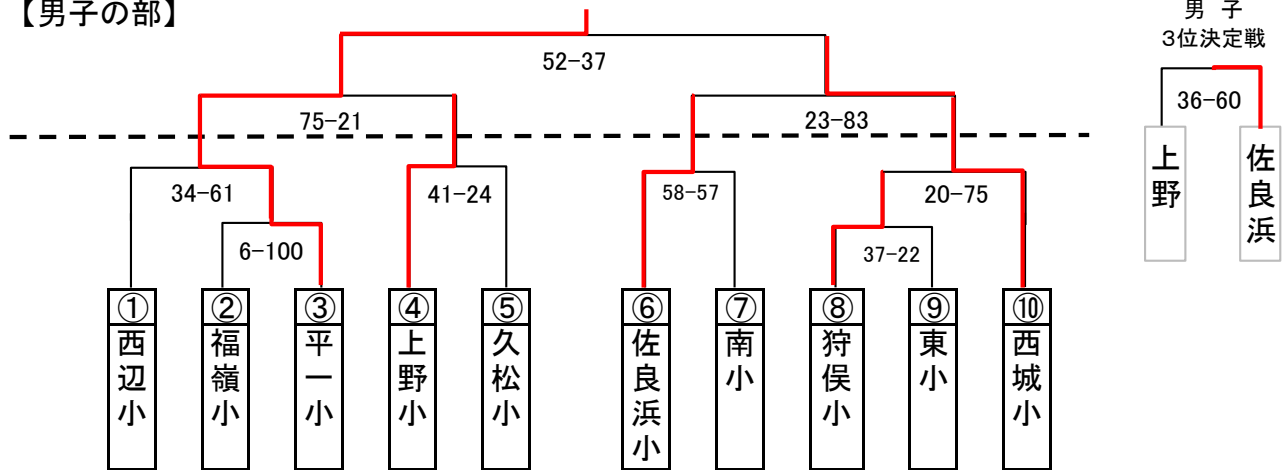 【男子の部】
男 子
3位決定戦
52-37
75-21
23-83
36-60
上野
佐良浜
34-61
41-24
58-57
20-75
6-100
37-22
① 西辺小
② 福嶺小
③ 平一小
④ 上野小
⑤ 久松小
⑥ 佐良浜小
⑦ 南小
⑧ 狩俣小
⑨ 東小
⑩ 西城小